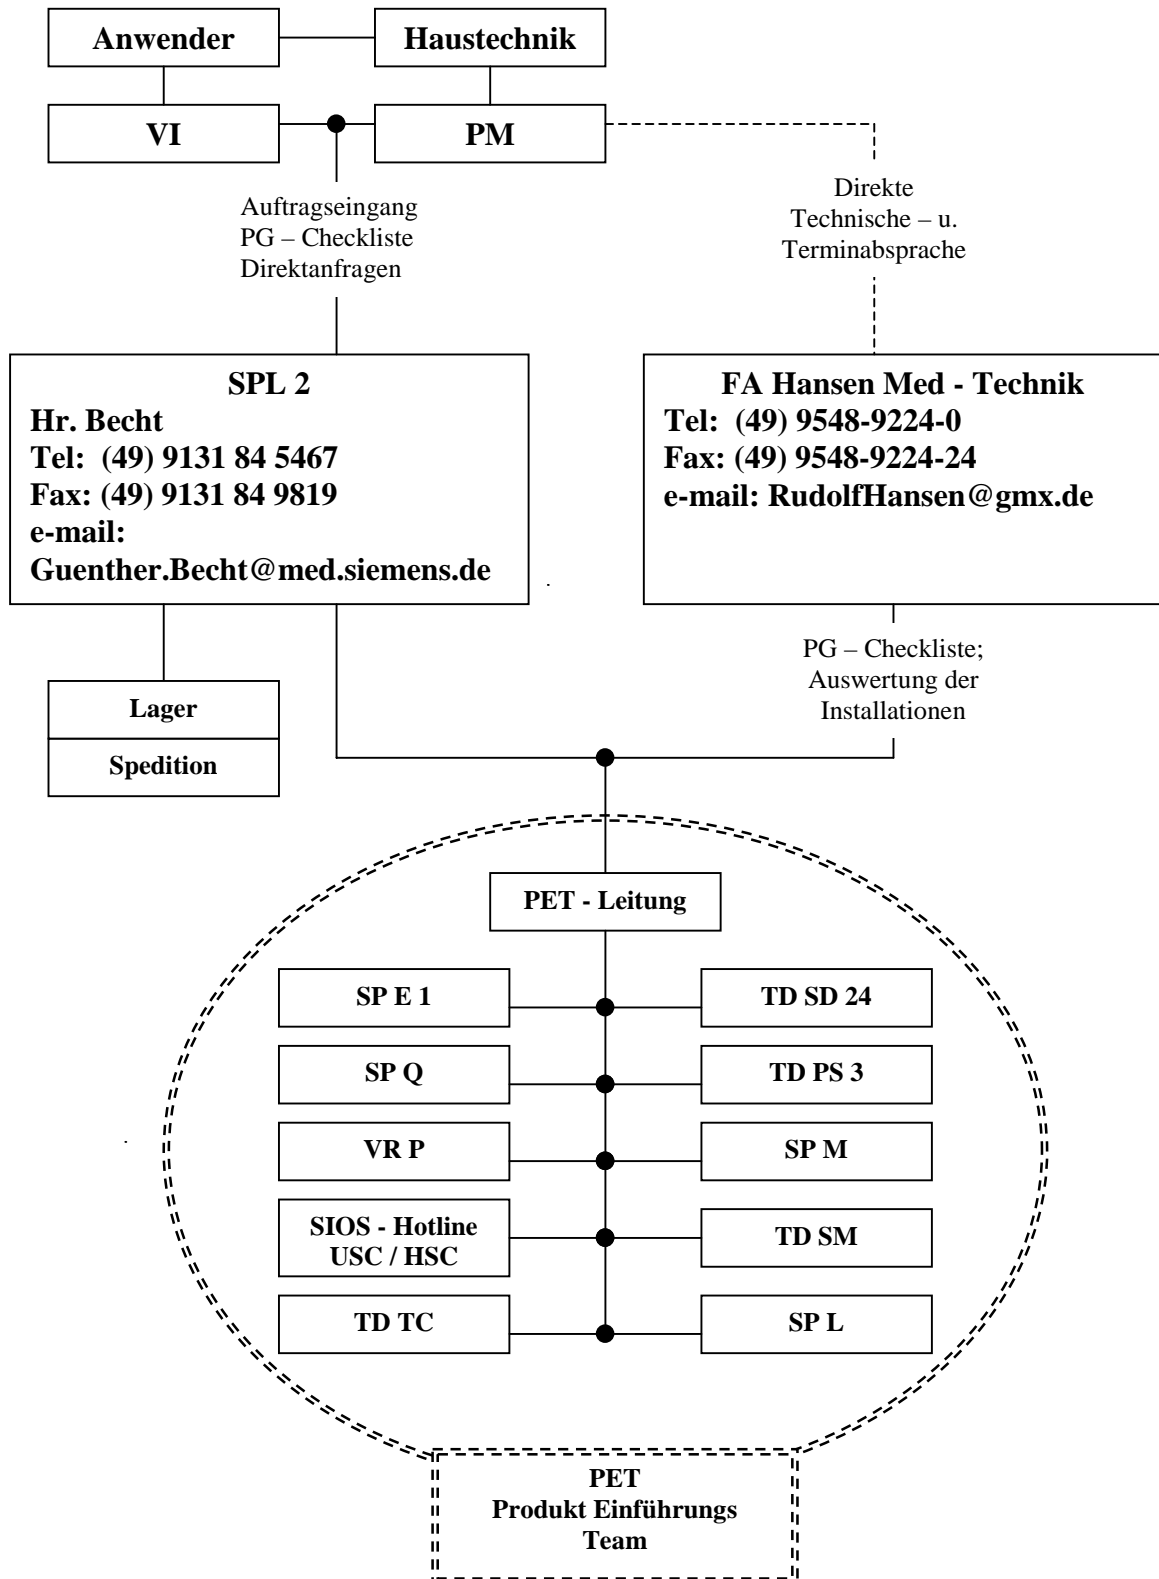 Anwender
Haustechnik
VI
PM
Auftragseingang
PG – Checkliste
Direktanfragen
Direkte
Technische – u.
Terminabsprache
SPL 2
Hr. Becht
Tel: (49) 9131 84 5467
Fax: (49) 9131 84 9819
e-mail:
Guenther.Becht@med.siemens.de
FA Hansen Med - Technik
Tel: (49) 9548-9224-0
Fax: (49) 9548-9224-24
e-mail: RudolfHansen@gmx.de
PG – Checkliste;
Auswertung der
Installationen
Lager
Spedition
PET - Leitung
SP E 1
TD SD 24
SP Q
TD PS 3
VR P
SP M
SIOS - Hotline
USC / HSC
TD SM
TD TC
SP L
PET
Produkt Einführungs
Team